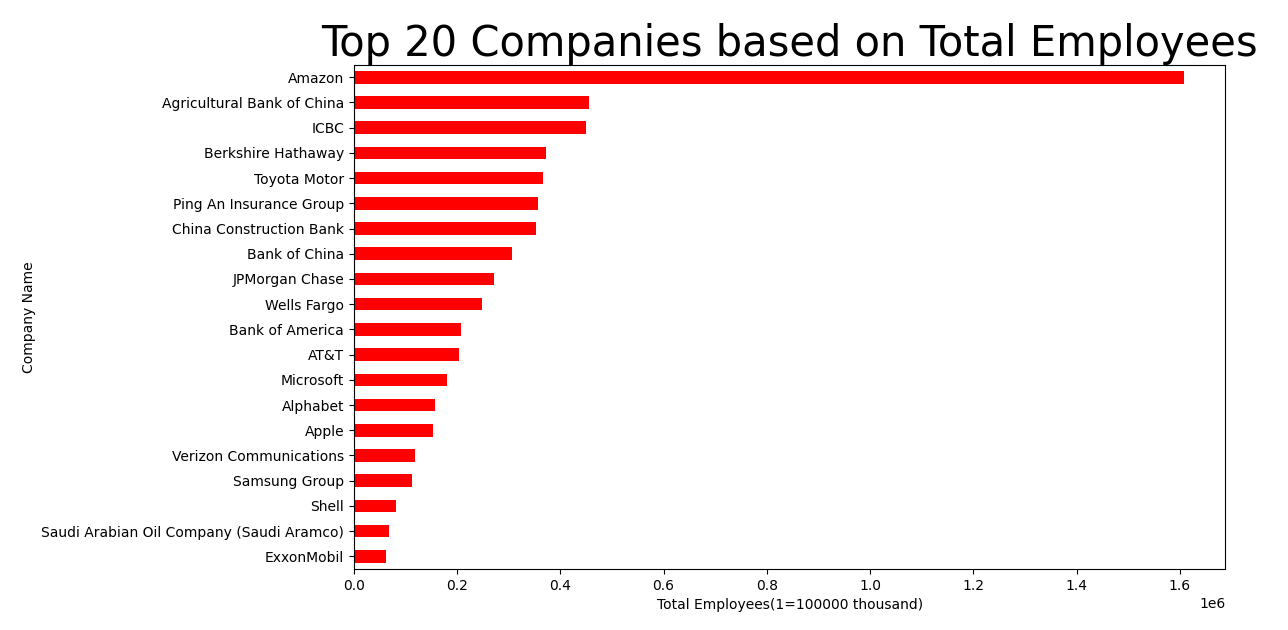 Top 20 Companies based on Total Employees
Amazon
Agricultural Bank of China
ICBC
Berkshire Hathaway
Toyota Motor
Ping An Insurance Group
China Construction Bank
Bank of China
JPMorgan Chase
Wells Fargo
Bank of America
AT&T
Microsoft
Alphabet
Apple
Verizon Communications
Samsung Group
Shell
Saudi Arabian Oil Company (Saudi Aramco)
ExxonMobil
Company Name
0.0 0.2 0.4 0.6 0.8 1.0 1.2 1.4 1.6
1e6
Total Employees(1=100000 thousand)